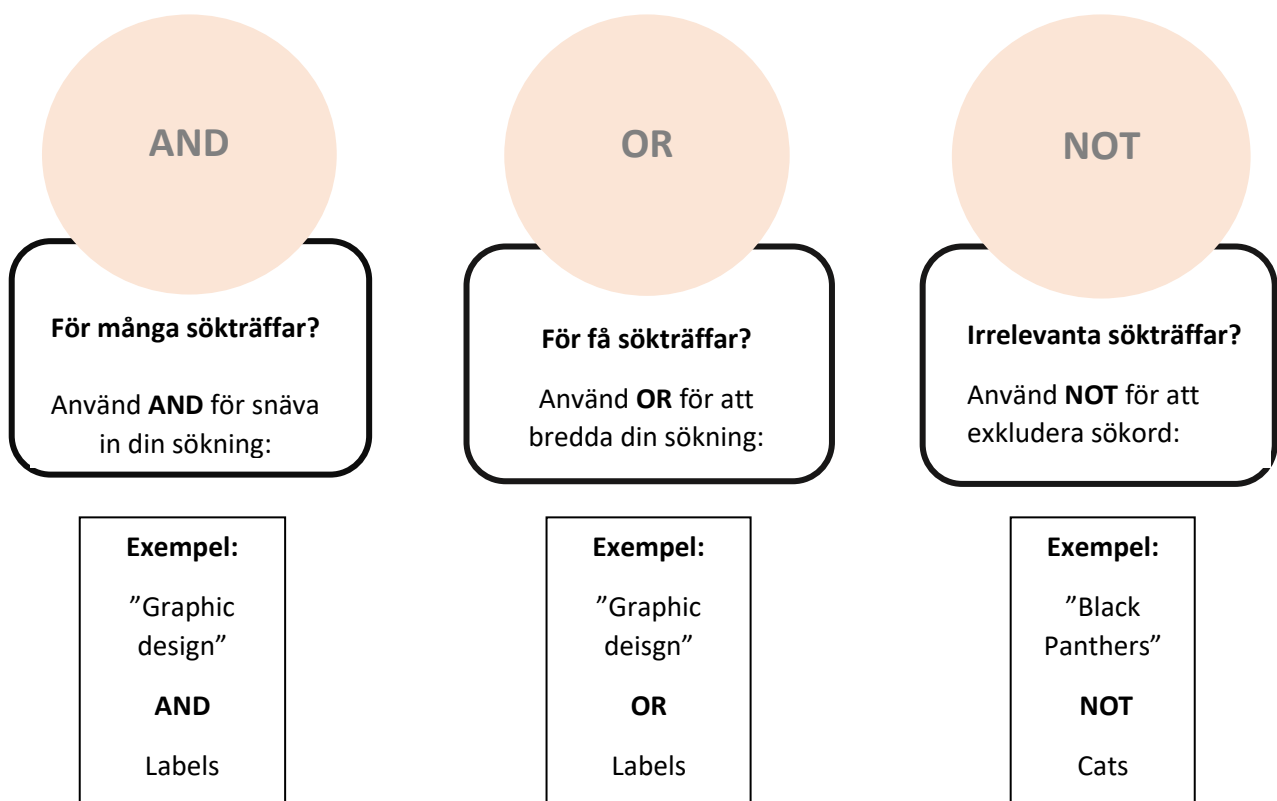 AND
För många sökträffar?
Använd AND för snäva
in din sökning:
Exempel:
”Graphic
design”
AND
Labels
OR
För få sökträffar?
Använd OR för att
bredda din sökning:
Exempel:
”Graphic
deisgn”
OR
Labels
NOT
Irrelevanta sökträffar?
Använd NOT för att
exkludera sökord:
Exempel:
”Black
Panthers”
NOT
Cats